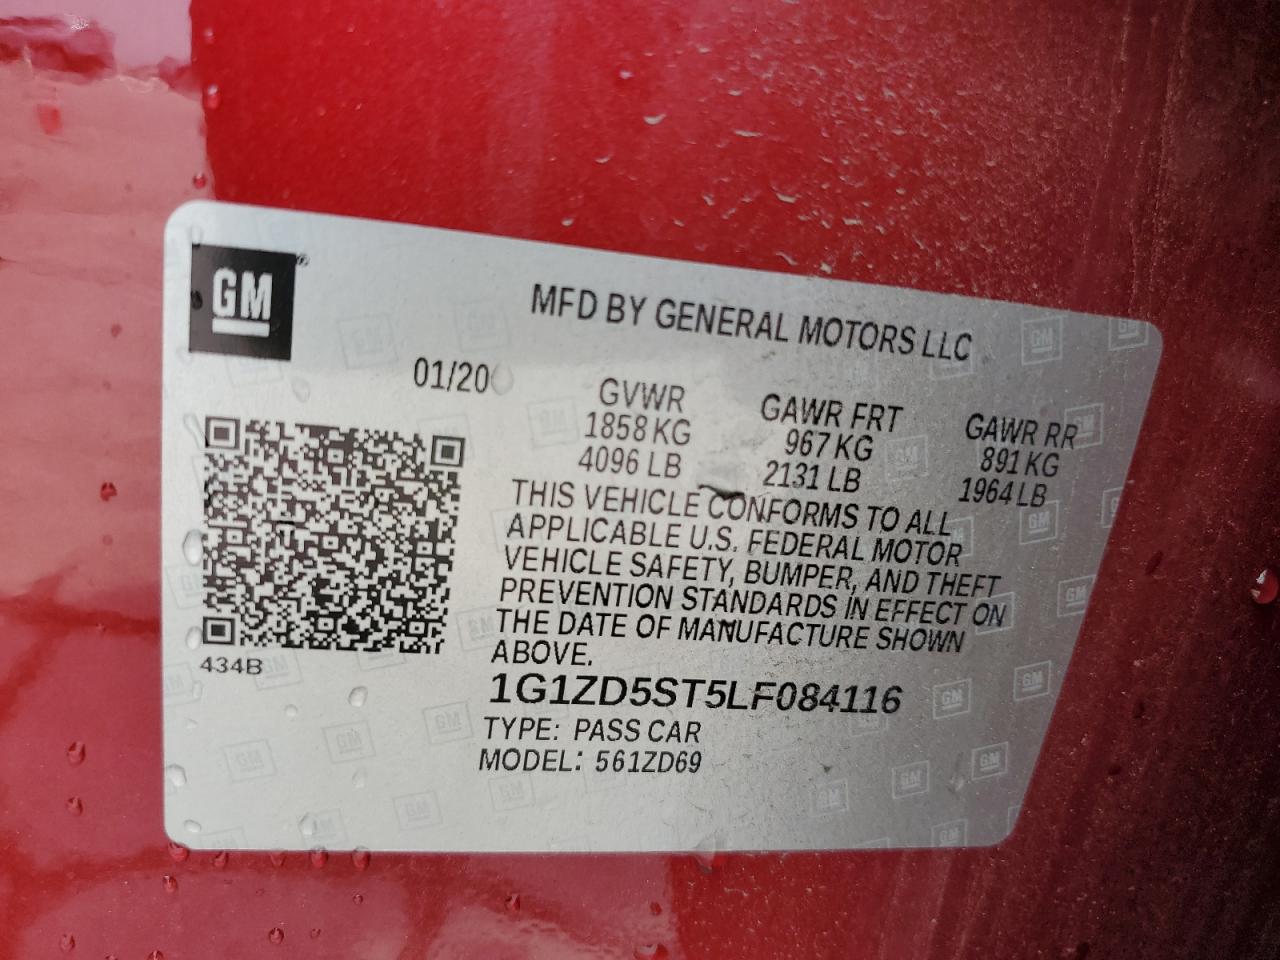 GM
MFD BY GENERAL MOTORS LLC
01/20
GVWR GAWR FRT GAWR RR
1858 KG 967 KG 891 KG
4096 LB 2131 LB 1964 LB
THIS VEHICLE CONFORMS TO ALL
APPLICABLE U.S. FEDERAL MOTOR
VEHICLE SAFETY, BUMPER, AND THEFT
PREVENTION STANDARDS IN EFFECT ON
THE DATE OF MANUFACTURE SHOWN
ABOVE.
434B
1G1ZD5ST5LF084116
TYPE: PASS CAR
MODEL: 561ZD69